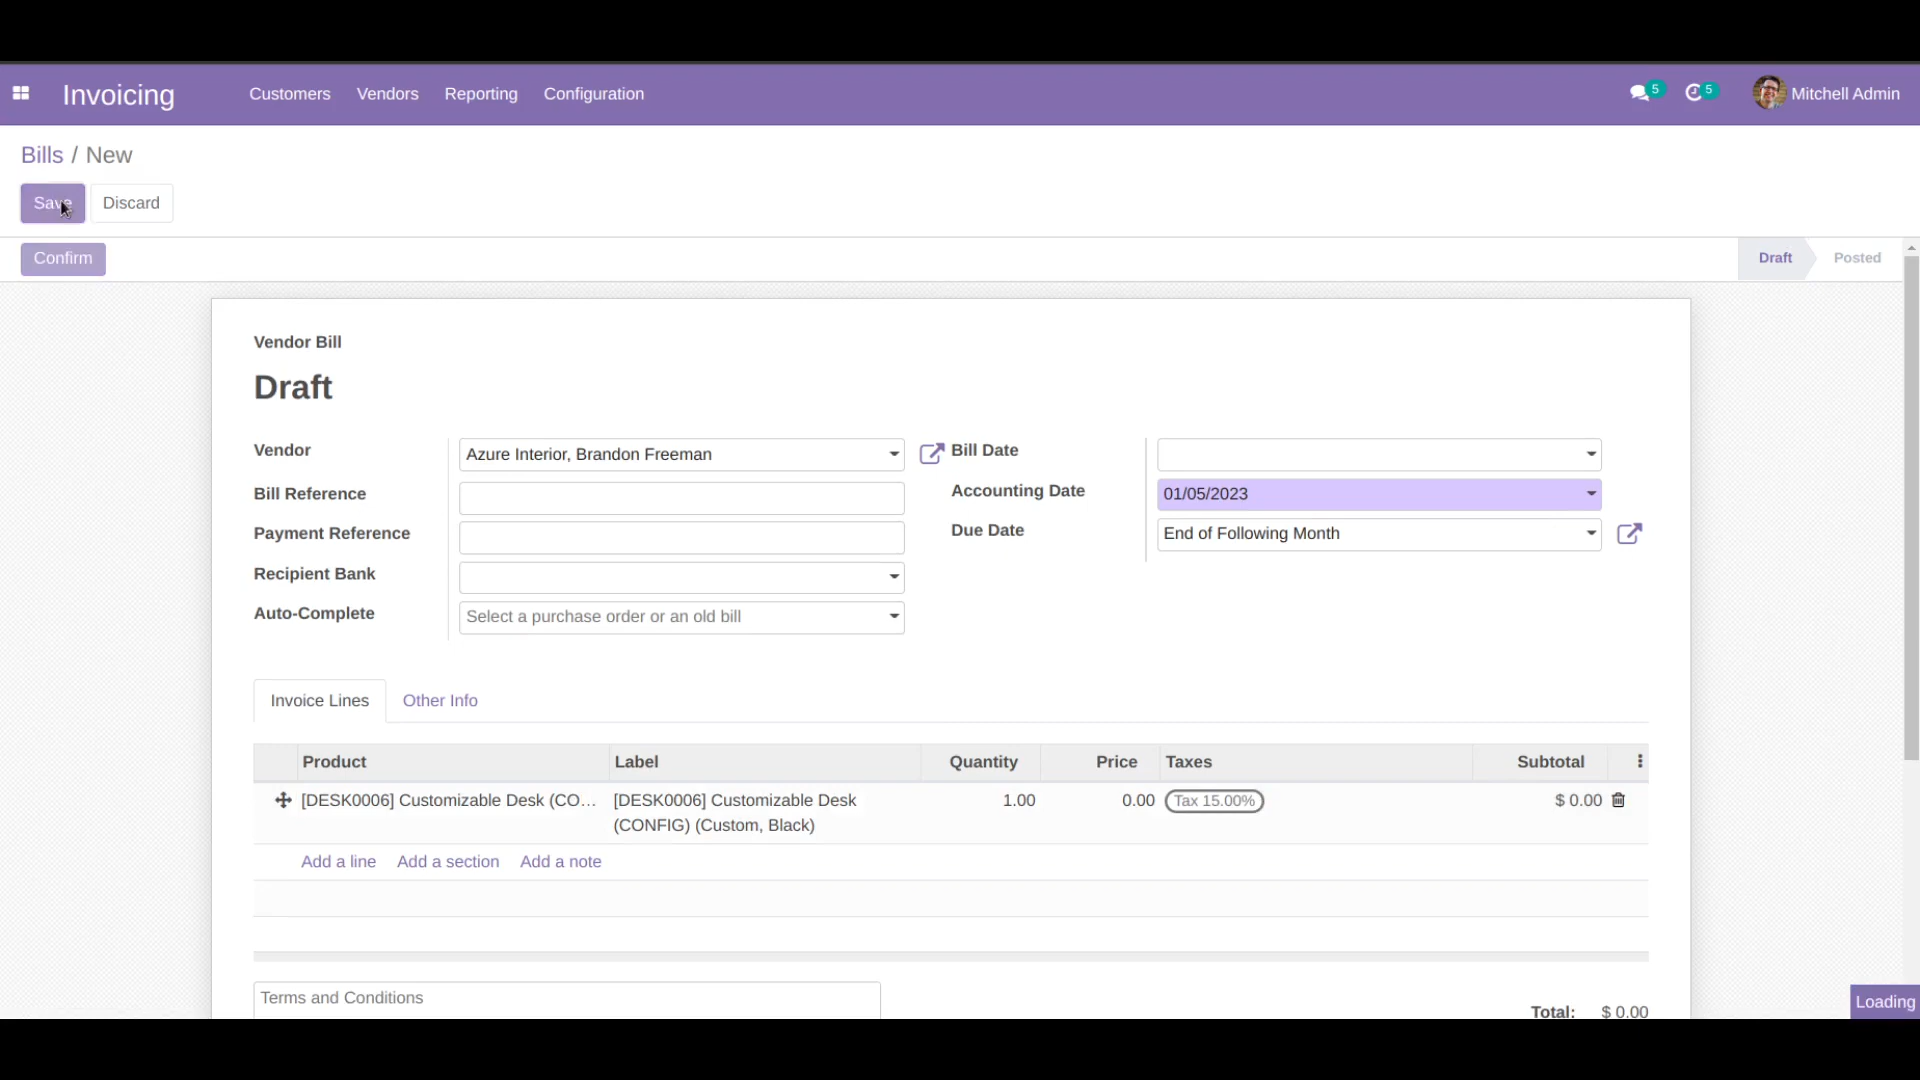 Invoicing
Customers
Vendors
Reporting
Configuration
5
5
Mitchell Admin
Bills / New
Save
Discard
Confirm
Draft
Posted
Vendor Bill
Draft
Vendor
Azure Interior, Brandon Freeman
Bill Reference
Payment Reference
Recipient Bank
Auto-Complete
Select a purchase order or an old bill
Bill Date
Accounting Date
01/05/2023
Due Date
End of Following Month
Invoice Lines
Other Info
Product
Label
Quantity
Price
Taxes
Subtotal
[DESK0006] Customizable Desk (CO...
[DESK0006] Customizable Desk
(CONFIG) (Custom, Black)
1.00
0.00
Tax 15.00%
$ 0.00
Add a line
Add a section
Add a note
Terms and Conditions
Total:
$ 0.00
Loading